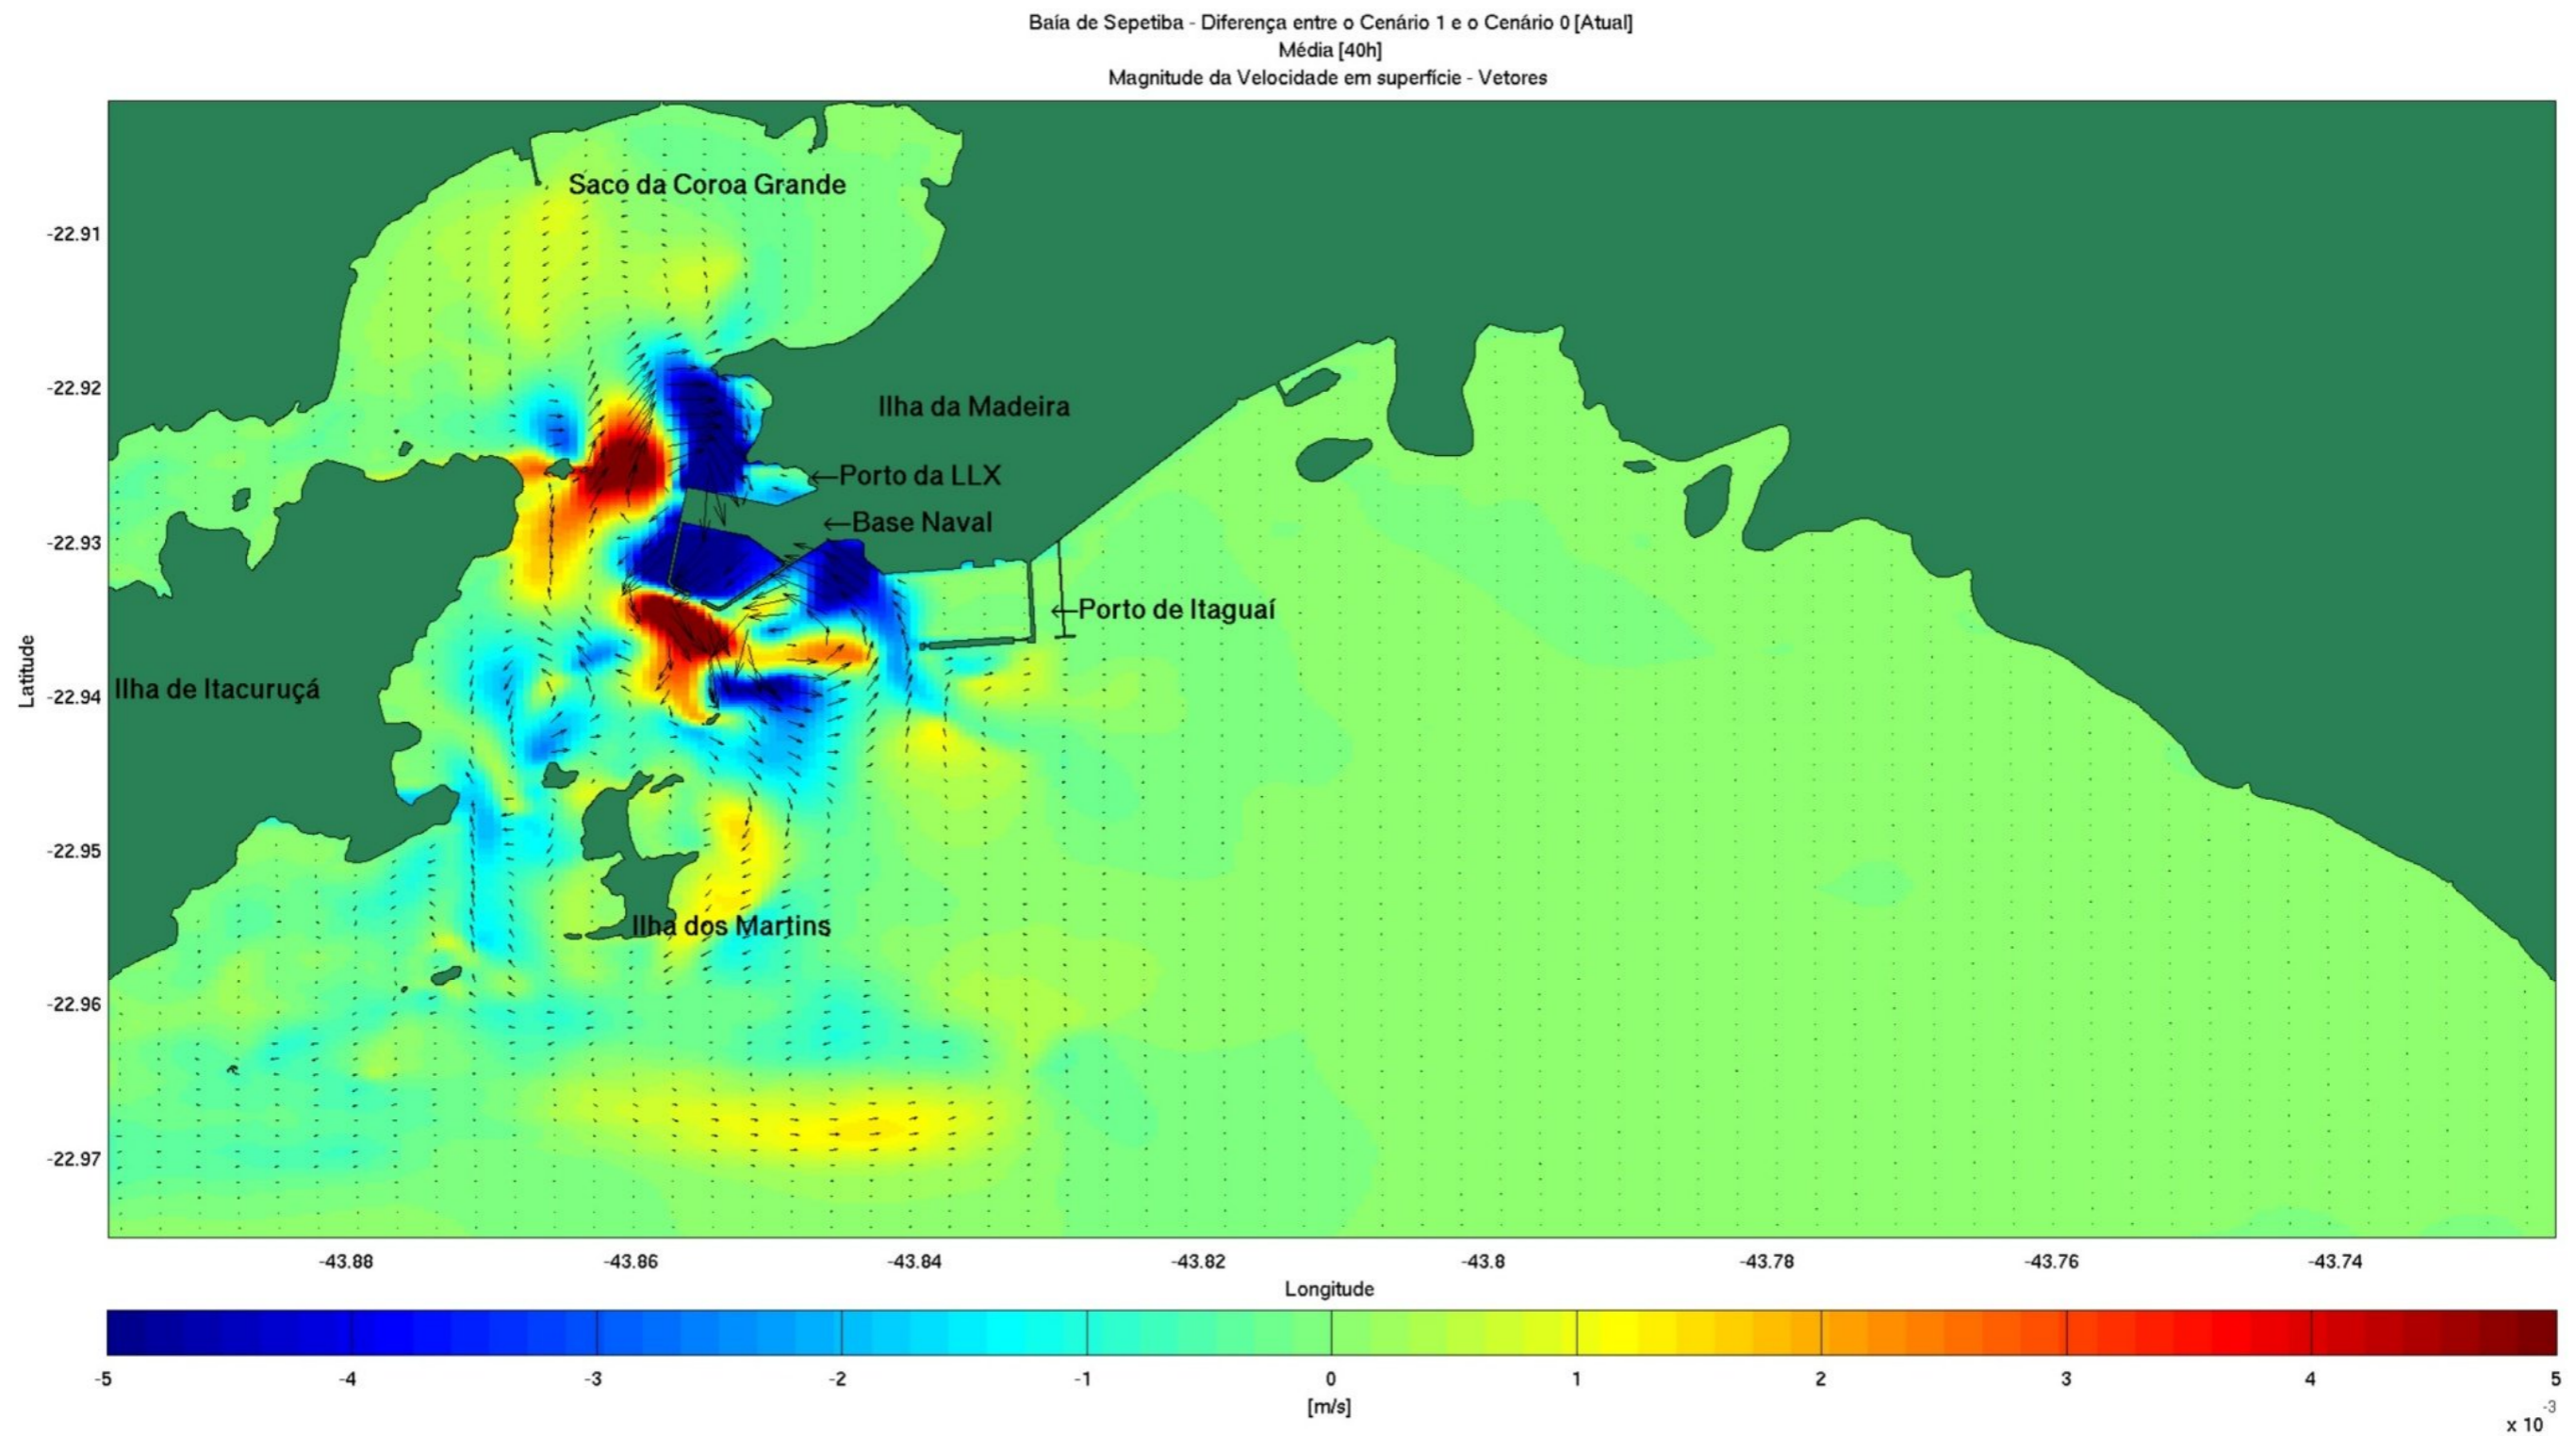 Baía de Sepetiba - Diferença entre o Cenário 1 e o Cenário 0 [Atual]
Média [40h]
Magnitude da Velocidade em superfície - Vetores
Saco da Coroa Grande
-22.91
-22.92
Ilha da Madeira
←Porto da LLX
←Base Naval
-22.93
←Porto de Itaguaí
Latitude
Ilha de Itacuruçá
-22.94
-22.95
Ilha dos Martins
-22.96
-22.97
-43.88 -43.86 -43.84 -43.82 -43.8 -43.78 -43.76 -43.74
Longitude
-5 -4 -3 -2 -1 0 1 2 3 4 5
[m/s]
x 10 -3